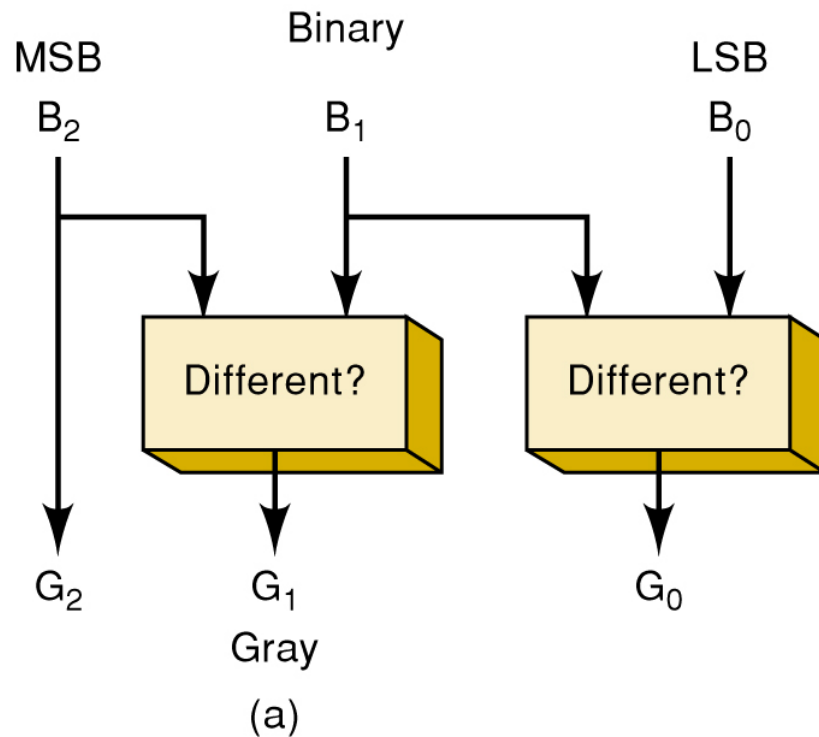 Binary
MSB LSB
B₂ B₁ B₀
Different? Different?
G₂ G₁ G₀
Gray
(a)